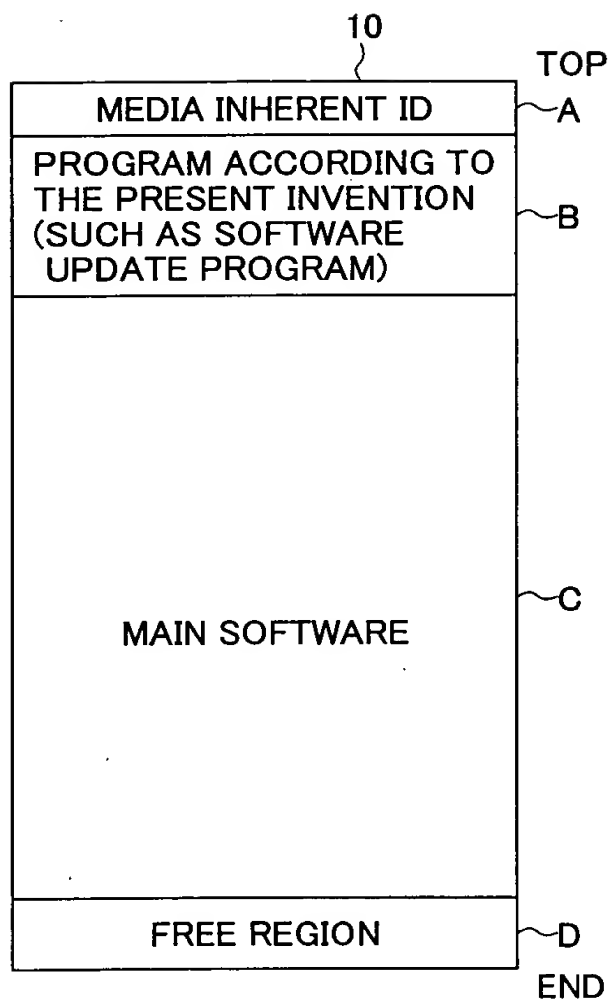 10
TOP
MEDIA INHERENT ID
A
PROGRAM ACCORDING TO
THE PRESENT INVENTION
(SUCH AS SOFTWARE
UPDATE PROGRAM)
B
MAIN SOFTWARE
C
FREE REGION
D
END